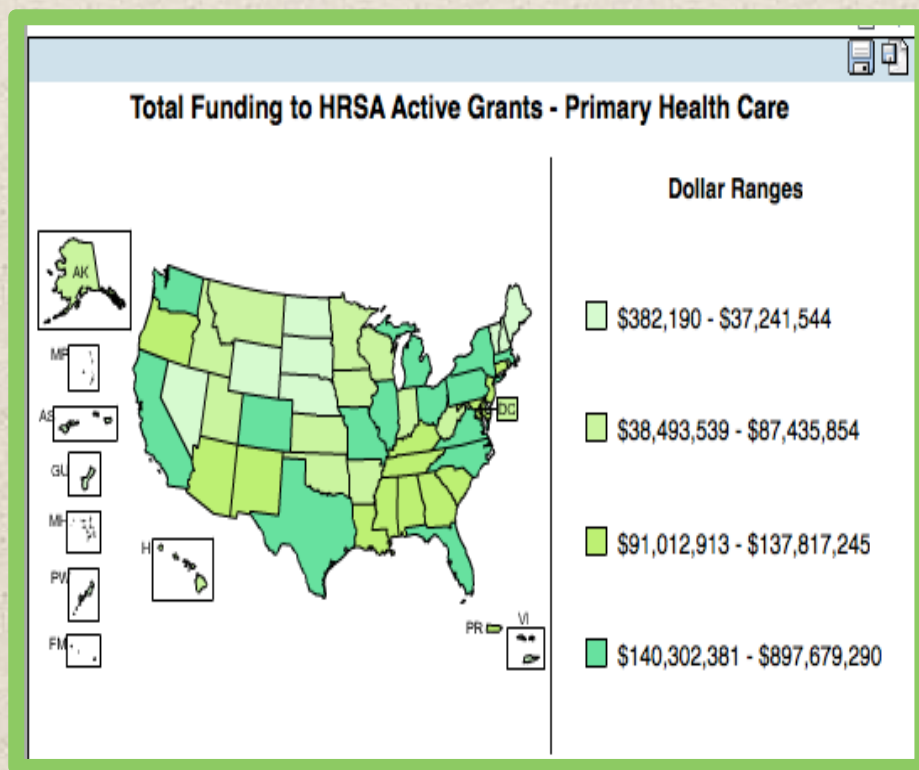 Total Funding to HRSA Active Grants - Primary Health Care
Dollar Ranges
AK
$382,190 - $37,241,544
MP
AS
DC
$38,493,539 - $87,435,854
GU
MH
H
$91,012,913 - $137,817,245
PW
PR
VI
FM
$140,302,381 - $897,679,290